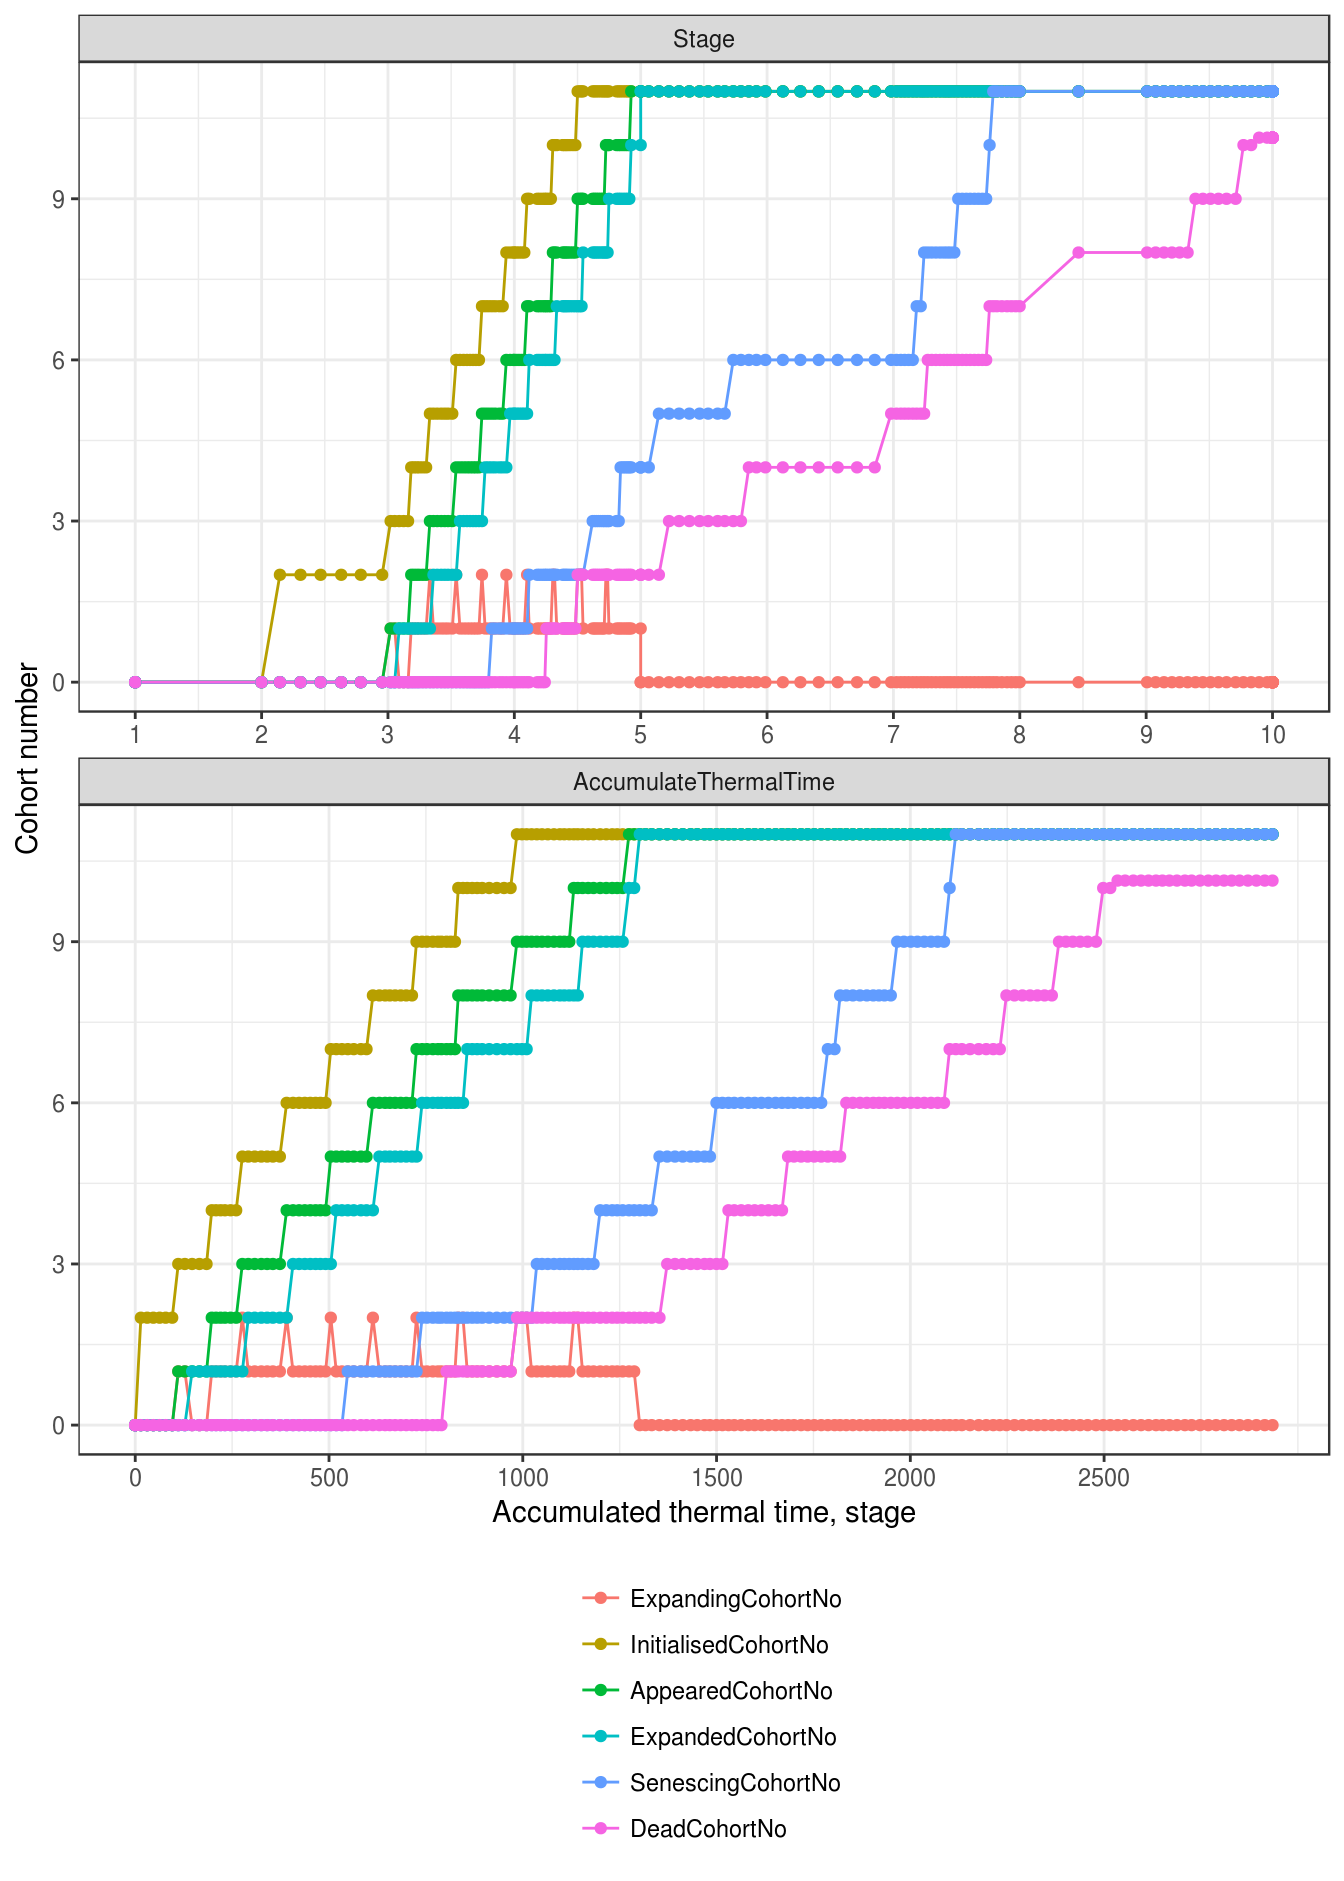 Stage
9
6
3
0
1 2 3 4 5 6 7 8 9 10
Cohort number
AccumulateThermalTime
9
6
3
0
0 500 1000 1500 2000 2500
Accumulated thermal time, stage
ExpandingCohortNo
InitialisedCohortNo
AppearedCohortNo
ExpandedCohortNo
SenescingCohortNo
DeadCohortNo